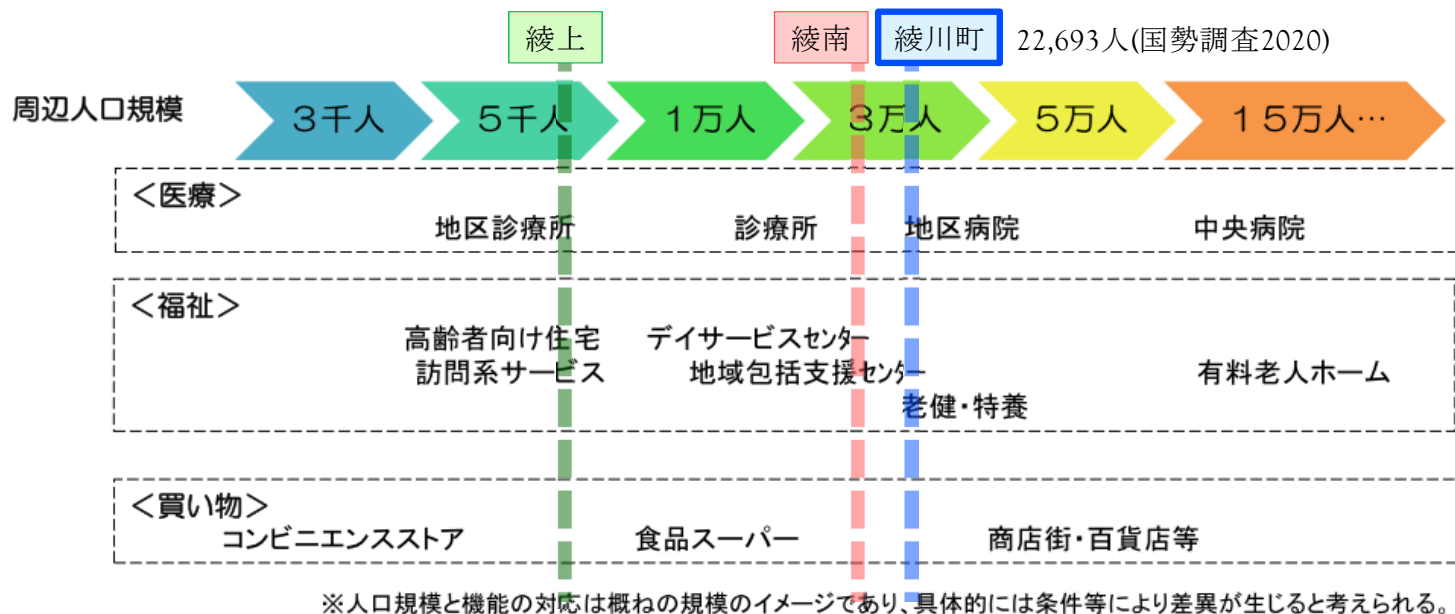 綾上 綾南 綾川町 22,693人(国勢調査2020)
周辺人口規模 3千人 5千人 1万人 3万人 5万人 15万人…
<医療>
地区診療所 診療所 地区病院 中央病院
<福祉>
高齢者向け住宅 デイサービスセンター
訪問系サービス 地域包括支援センター 有料老人ホーム
老健・特養
<買い物>
コンビニエンスストア 食品スーパー 商店街・百貨店等
※人口規模と機能の対応は概ねの規模のイメージであり、具体的には条件等により差異が生じると考えられる。